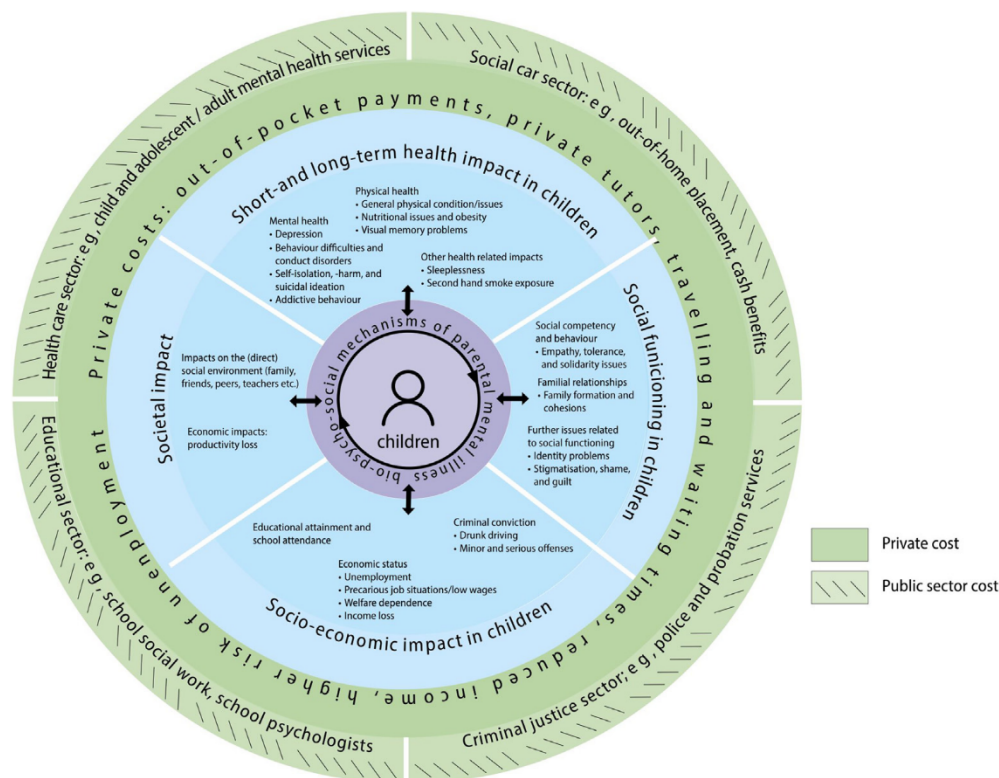 Health care sector: e.g, child and adolescent / adult mental health services
Social car sector: e.g, out-of-home placement, cash benefits
Educational sector: e.g, school social work, school psychologists
Criminal justice sector; e.g, police and probation services
Private costs: out-of-pocket payments, private tutors, travelling and waiting times, reduced income, higher risk of unenployment
Short-and long-term health impact in children
Physical health
• General physical condition/issues
• Nutritional issues and obesity
• Visual memory problems
Mental health
• Depression
• Behaviour difficulties and
conduct disorders
• Self-isolation, -harm, and
suicidal ideation
• Addictive behaviour
Other health related impacts
• Sleeplessness
• Second hand smoke exposure
Social funicioning in children
Social competency
and behaviour
• Empathy, tolerance,
and solidarity issues
Familial relationships
• Family formation and
cohesions
Further issues related
to social functioning
• Identity problems
• Stigmatisation, shame,
and guilt
Societal impact
Impacts on the (direct)
social environment (family,
friends, peers, teachers etc.)
Economic impacts:
productivity loss
bio-psycho-social mechanisms of parental mental illness
children
Educational attainment and
school attendance
Criminal conviction
• Drunk driving
• Minor and serious offenses
Economic status
• Unemployment
• Precarious job situations/low wages
• Welfare dependence
• Income loss
Socio-economic impact in children
Private cost
Public sector cost